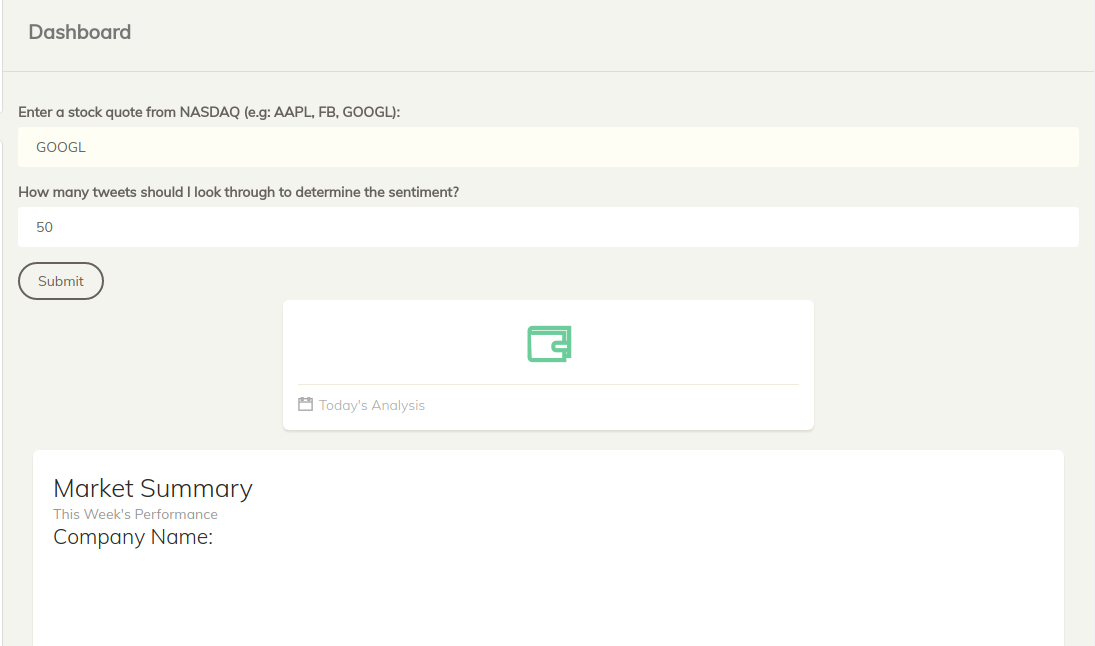 Dashboard
Enter a stock quote from NASDAQ (e.g: AAPL, FB, GOOGL):
GOOGL
How many tweets should I look through to determine the sentiment?
50
Submit
Today's Analysis
Market Summary
This Week's Performance
Company Name: